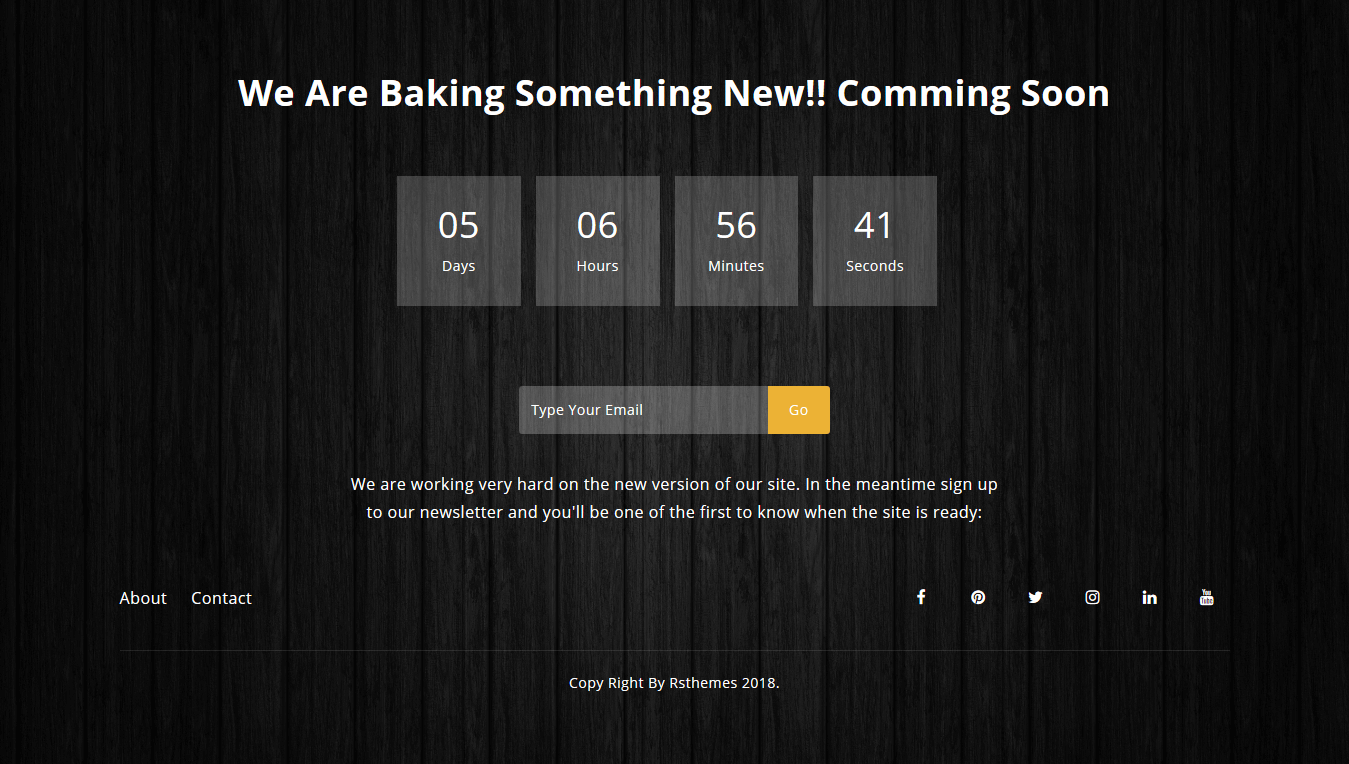 We Are Baking Something New!! Comming Soon
05 06 56 41
Days Hours Minutes Seconds
Type Your Email Go
We are working very hard on the new version of our site. In the meantime sign up
to our newsletter and you'll be one of the first to know when the site is ready:
About Contact
You Tube
Copy Right By Rsthemes 2018.